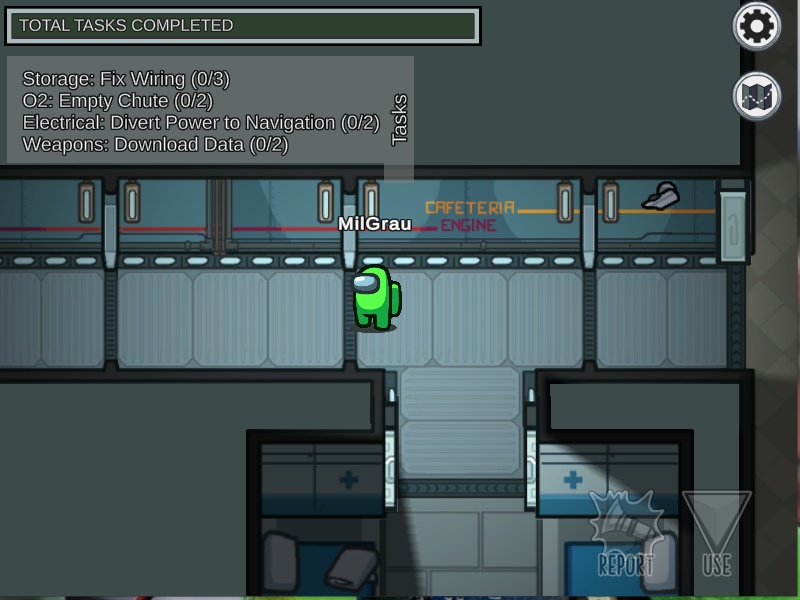 TOTAL TASKS COMPLETED
Storage: Fix Wiring (0/3)
O2: Empty Chute (0/2)
Electrical: Divert Power to Navigation (0/2)
Weapons: Download Data (0/2)
Tasks
CAFETERIA
ENGINE
MilGrau
REPORT
USE